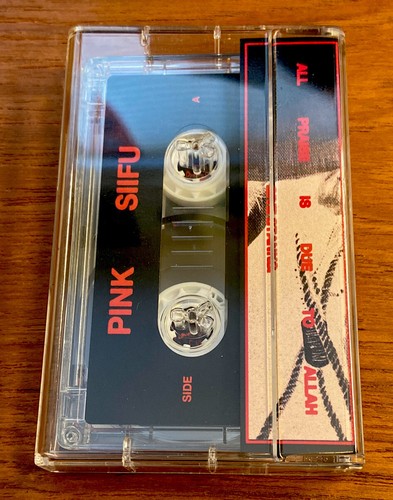 PINK SIIFU
SIDE A
ALL PRAISE IS DUE TO ALLAH